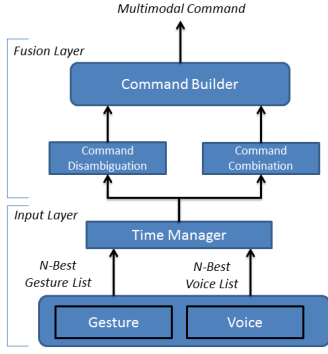 Multimodal Command
Fusion Layer
Command Builder
Command
Disambiguation
Command
Combination
Input Layer
Time Manager
N-Best
Gesture List
N-Best
Voice List
Gesture
Voice